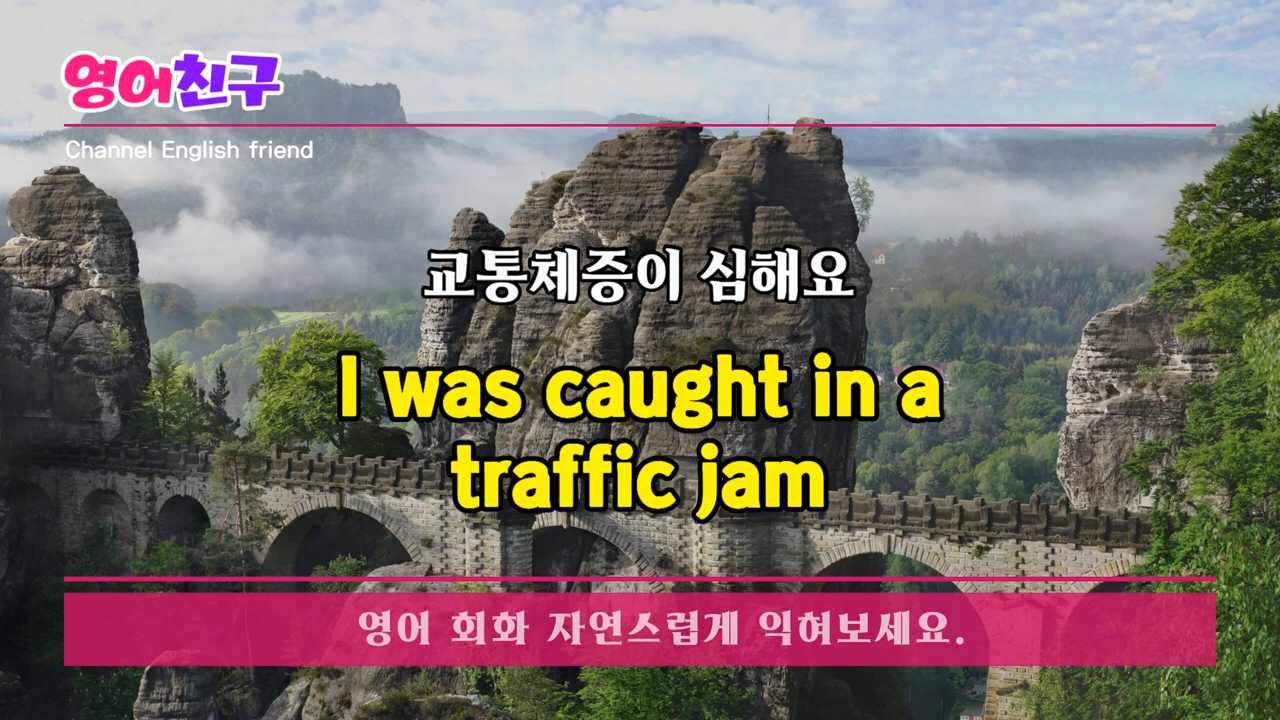 영어친구
Channel English friend
교통체증이 심해요
I was caught in a
traffic jam
영어 회화 자연스럽게 익혀보세요.